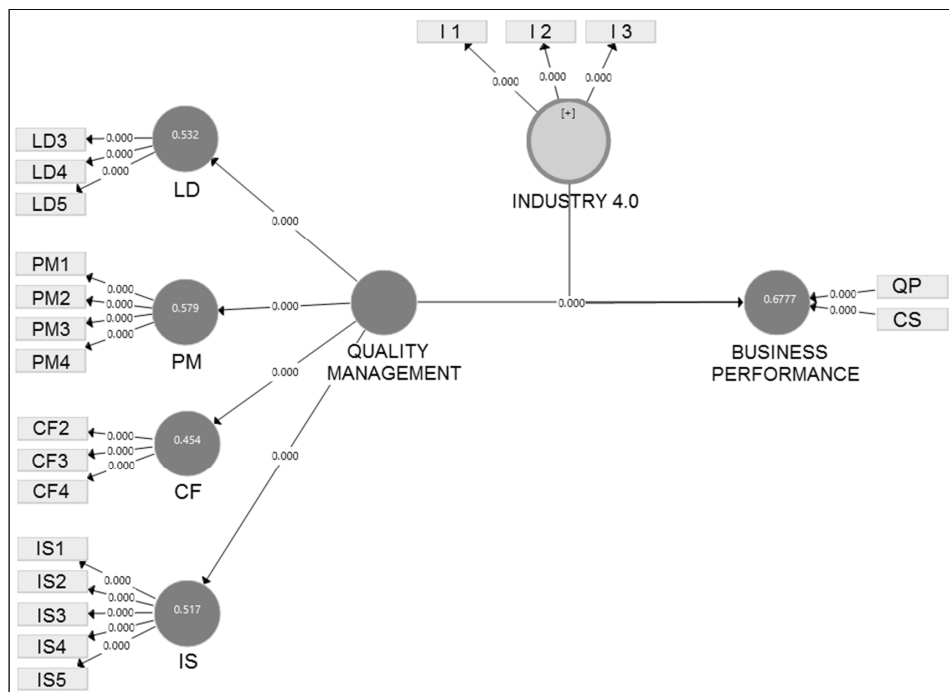 I 1
I 2
I 3
0.000
0.000
0.000
[+]
INDUSTRY 4.0
LD3
LD4
LD5
0.000
0.000
0.000
0.532
LD
0.000
PM1
PM2
PM3
PM4
0.000
0.000
0.000
0.000
0.579
PM
0.000
QUALITY
MANAGEMENT
0.000
0.6777
BUSINESS
PERFORMANCE
0.000
0.000
QP
CS
CF2
CF3
CF4
0.000
0.000
0.000
0.454
CF
0.000
IS1
IS2
IS3
IS4
IS5
0.000
0.000
0.000
0.000
0.000
0.517
IS
0.000